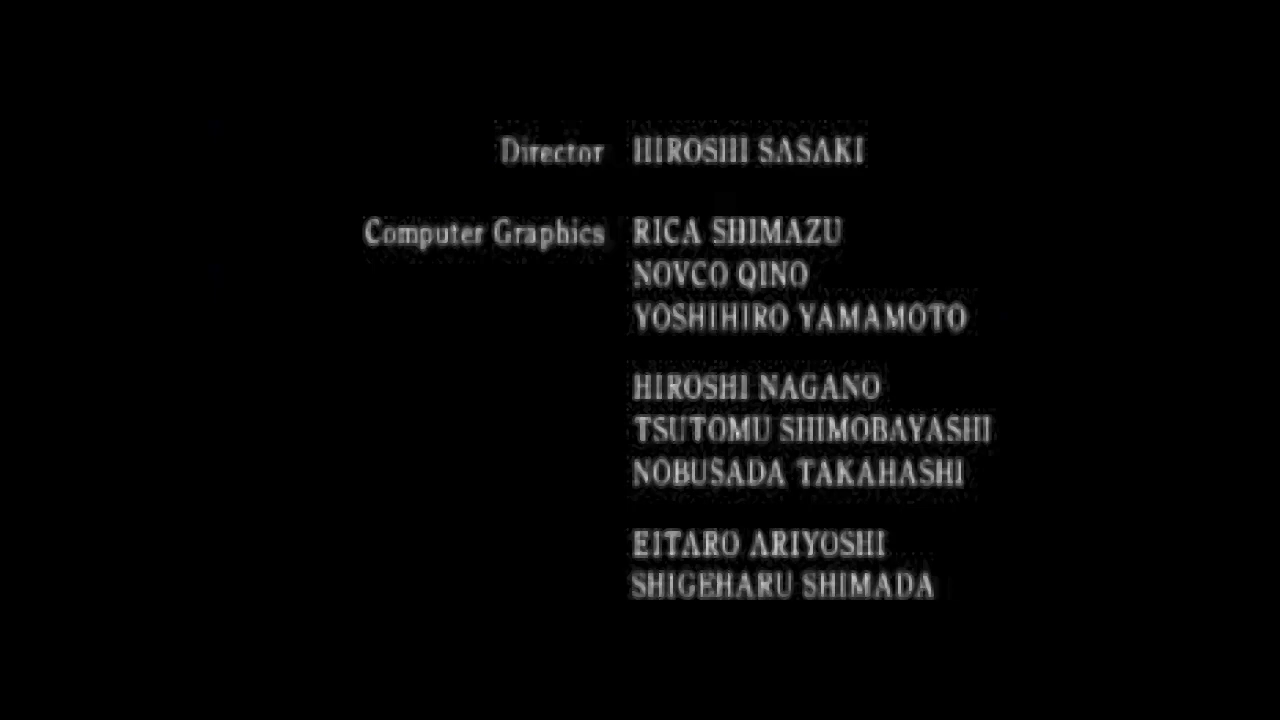 Director HIROSHI SASAKI
Computer Graphics RICA SHIMAZU
NOVCO QINO
YOSHIHIRO YAMAMOTO
HIROSHI NAGANO
TSUTOMU SHIMOBAYASHI
NOBUSADA TAKAHASHI
EITARO ARIYOSHI
SHIGEHARU SHIMADA